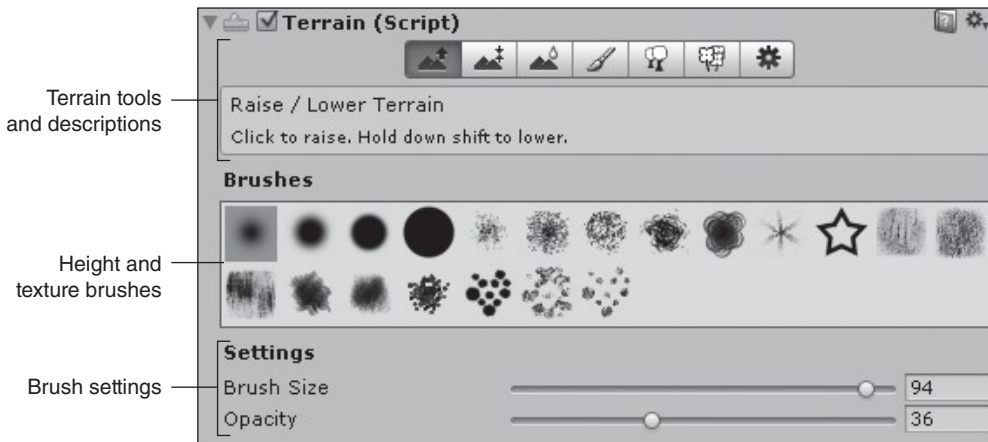 Terrain (Script)
Terrain tools
and descriptions
Raise / Lower Terrain
Click to raise. Hold down shift to lower.
Brushes
Height and
texture brushes
Settings
Brush settings
Brush Size
94
Opacity
36